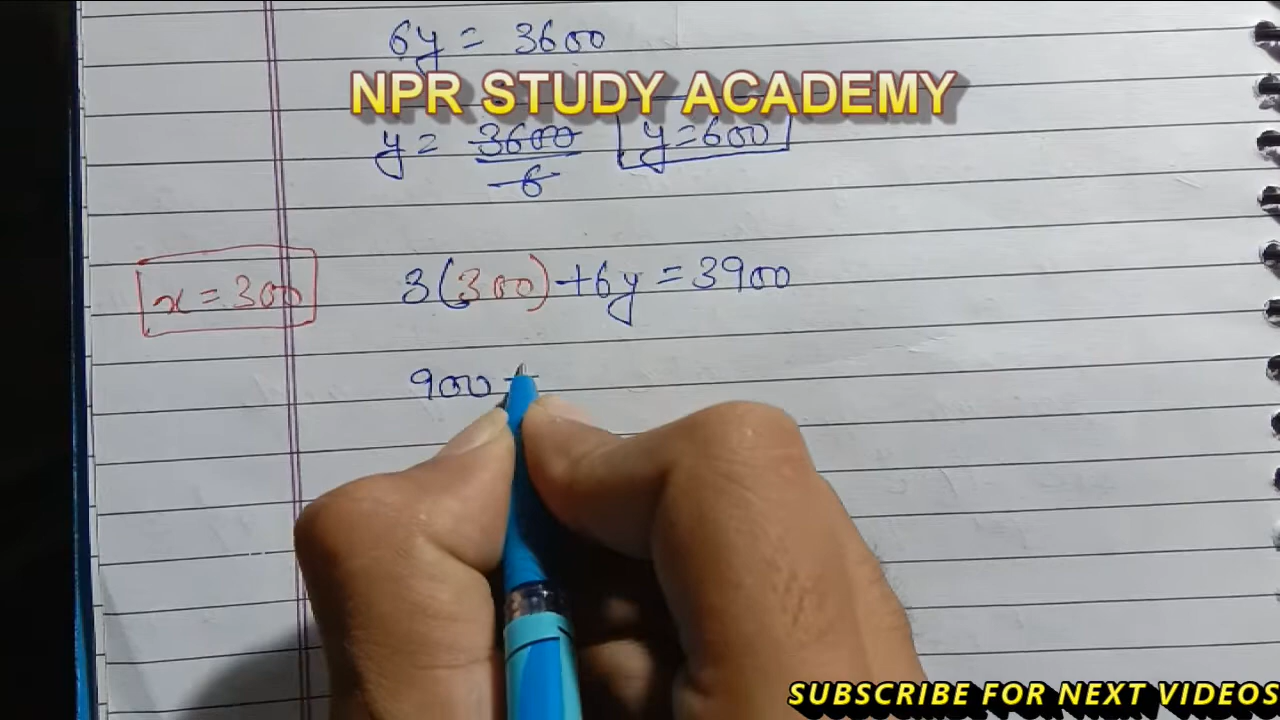 6y = 3600
NPR STUDY ACADEMY
y = 3600/6 y=600
x = 300 3(300)+6y=3900
900 +
SUBSCRIBE FOR NEXT VIDEOS